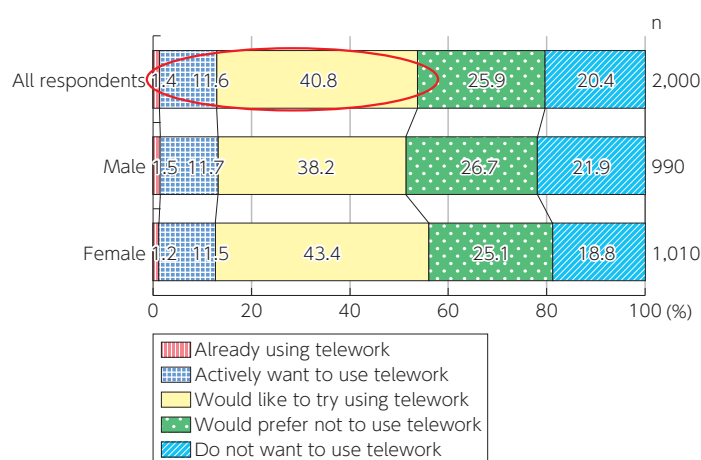 n
All respondents 1.4 11.6 40.8 25.9 20.4 2,000
Male 1.5 11.7 38.2 26.7 21.9 990
Female 1.2 11.5 43.4 25.1 18.8 1,010
0 20 40 60 80 100 (%)
Already using telework
Actively want to use telework
Would like to try using telework
Would prefer not to use telework
Do not want to use telework